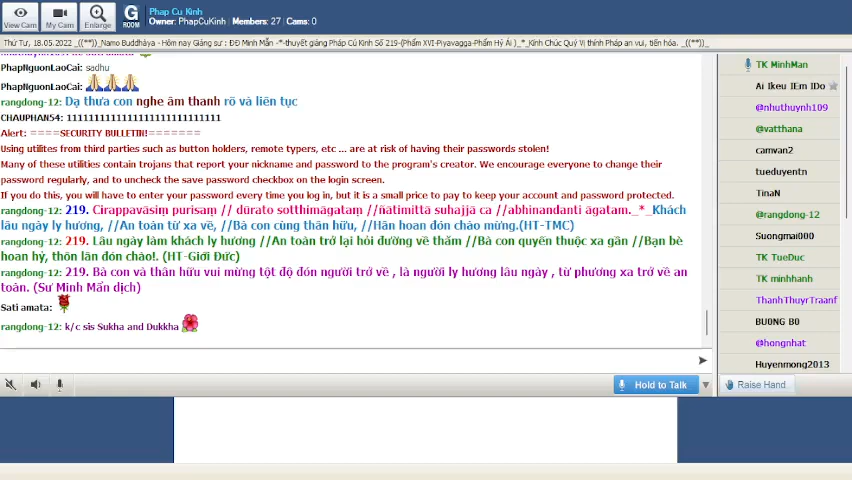 Phap Cu Kinh
Owner: PhapCuKinh | Members: 27 | Cams: 0
View Cam
My Cam
Enlarge
G
ROOM
Thứ Tư, 18.05.2022 _((**))_Namo Buddhàya - Hôm nay Giảng sư : ĐĐ Minh Mẫn -*-thuyết giảng Pháp Cú Kinh Số 219-(Phẩm XVI-Piyavagga-Phẩm Hỷ Ái )_*_Kính Chúc Quý Vị thính Pháp an vui, tiến hóa. _((**))_
PhapNguonLaoCai: sadhu
PhapNguonLaoCai:
rangdong-12: Dạ thưa con nghe âm thanh rõ và liên tục
CHAUPHAN54: 1111111111111111111111111111
Alert: ====SECURITY BULLETIN!=======
Using utilites from third parties such as button holders, remote typers, etc ... are at risk of having their passwords stolen!
Many of these utilities contain trojans that report your nickname and password to the program's creator. We encourage everyone to change their
password regularly, and to uncheck the save password checkbox on the login screen.
If you do this, you will have to enter your password every time you log in, but it is a small price to pay to keep your account and password protected.
rangdong-12: 219. Cirappavāsiṃ purisaṃ // dūrato sotthimāgataṃ //ñātimittā suhajjā ca //abhinandanti āgatam._*_Khách
lâu ngày ly hương, //An toàn từ xa về, //Bà con cùng thân hữu, //Hân hoan đón chào mừng.(HT-TMC)
rangdong-12: 219. Lâu ngày làm khách ly hương //An toàn trở lại hỏi đường về thăm //Bà con quyến thuộc xa gần //Bạn bè
hoan hỷ, thôn lân đón chào!. (HT-Giới Đức)
rangdong-12: 219. Bà con và thân hữu vui mừng tột độ đón người trở về , là người ly hương lâu ngày , từ phương xa trở về an
toàn. (Sư Minh Mẫn dịch)
Sati amata:
rangdong-12: k/c sis Sukha and Dukkha
Hold to Talk
TK MinhMan
Ai Ikeu IEm IDo
@nhuthuynh109
@vatthana
camvan2
tueduyentn
TinaN
@rangdong-12
Suongmai000
TK TueDuc
TK minhhanh
ThanhThuyrTraanf
BU0NG B0
@hongnhat
Huyenmong2013
Raise Hand